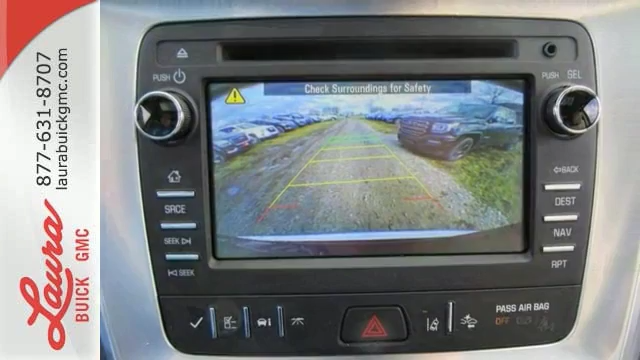 877-631-8707
laurabuickgmc.com
Laura
BUICK GMC
Check Surroundings for Safety
PUSH
PUSH SEL
SRCE
SEEK
SEEK
BACK
DEST
NAV
RPT
PASS AIR BAG
OFF